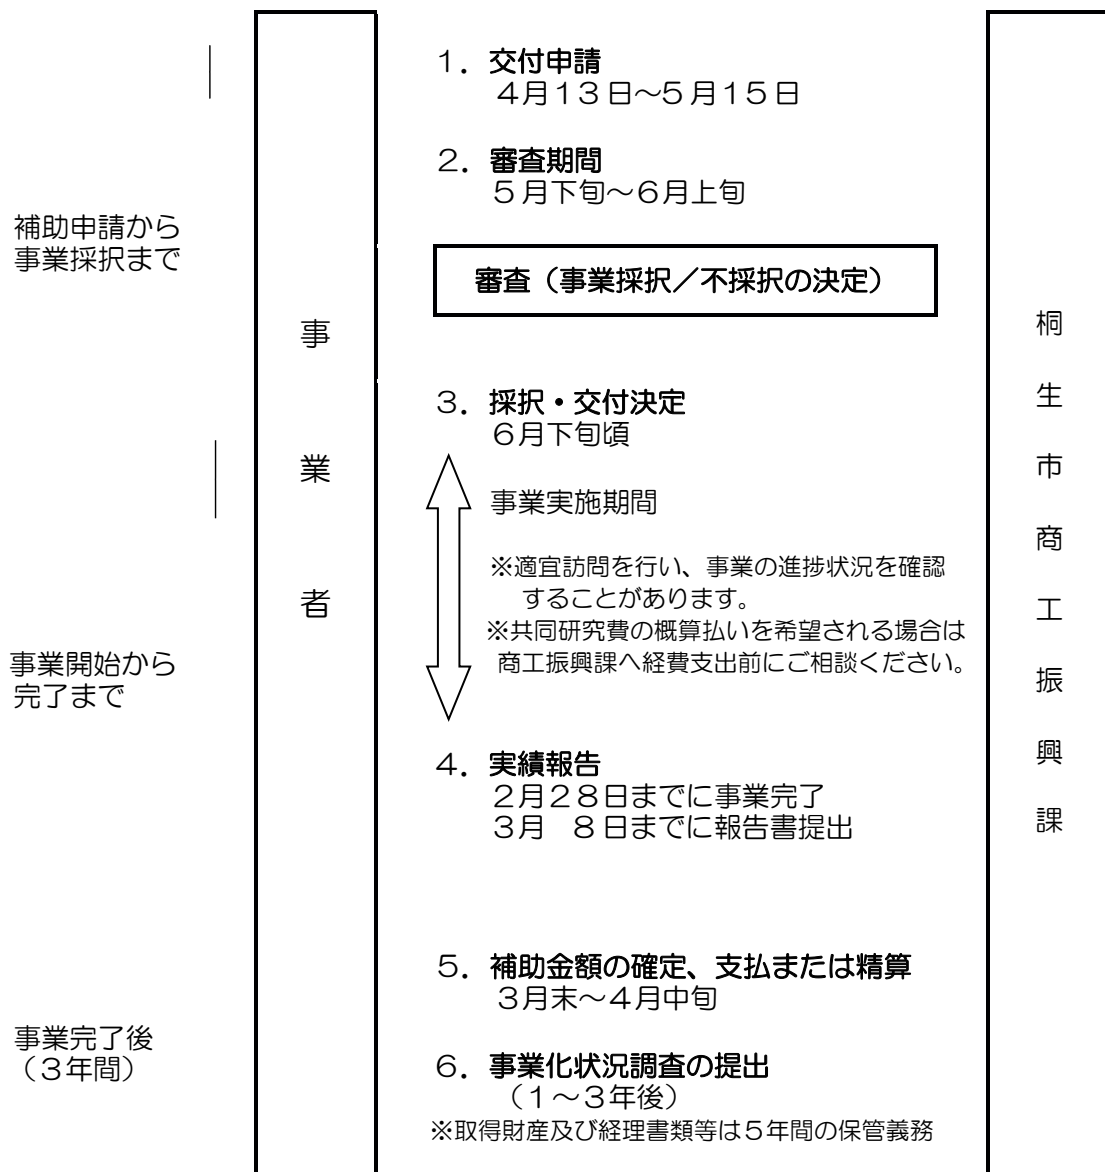 補助申請から
事業採択まで
事業開始から
完了まで
事業完了後
（３年間）
事業者
１．交付申請
４月１３日～５月１５日
２．審査期間
５月下旬～６月上旬
審査（事業採択／不採択の決定）
３．採択・交付決定
６月下旬頃
事業実施期間
※適宜訪問を行い、事業の進捗状況を確認
することがあります。
※共同研究費の概算払いを希望される場合は
商工振興課へ経費支出前にご相談ください。
４．実績報告
２月２８日までに事業完了
３月　８日までに報告書提出
５．補助金額の確定、支払または精算
３月末～４月中旬
６．事業化状況調査の提出
（１～３年後）
※取得財産及び経理書類等は５年間の保管義務
桐生市商工振興課